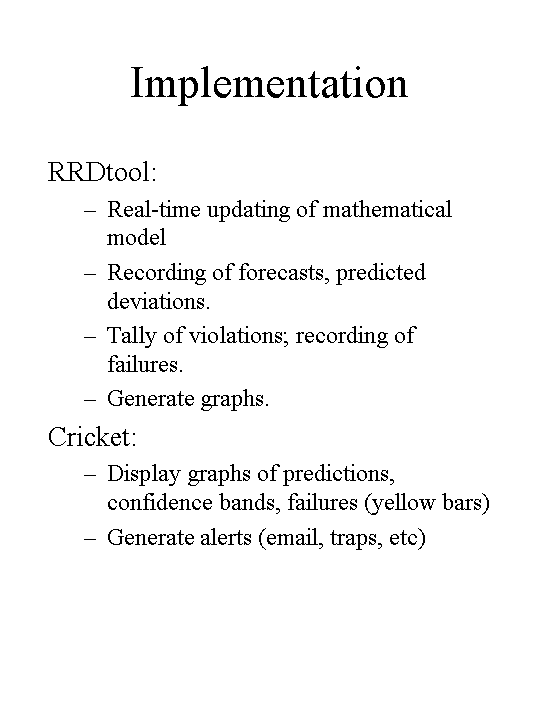 Implementation
RRDtool:
– Real-time updating of mathematical
model
– Recording of forecasts, predicted
deviations.
– Tally of violations; recording of
failures.
– Generate graphs.
Cricket:
– Display graphs of predictions,
confidence bands, failures (yellow bars)
– Generate alerts (email, traps, etc)